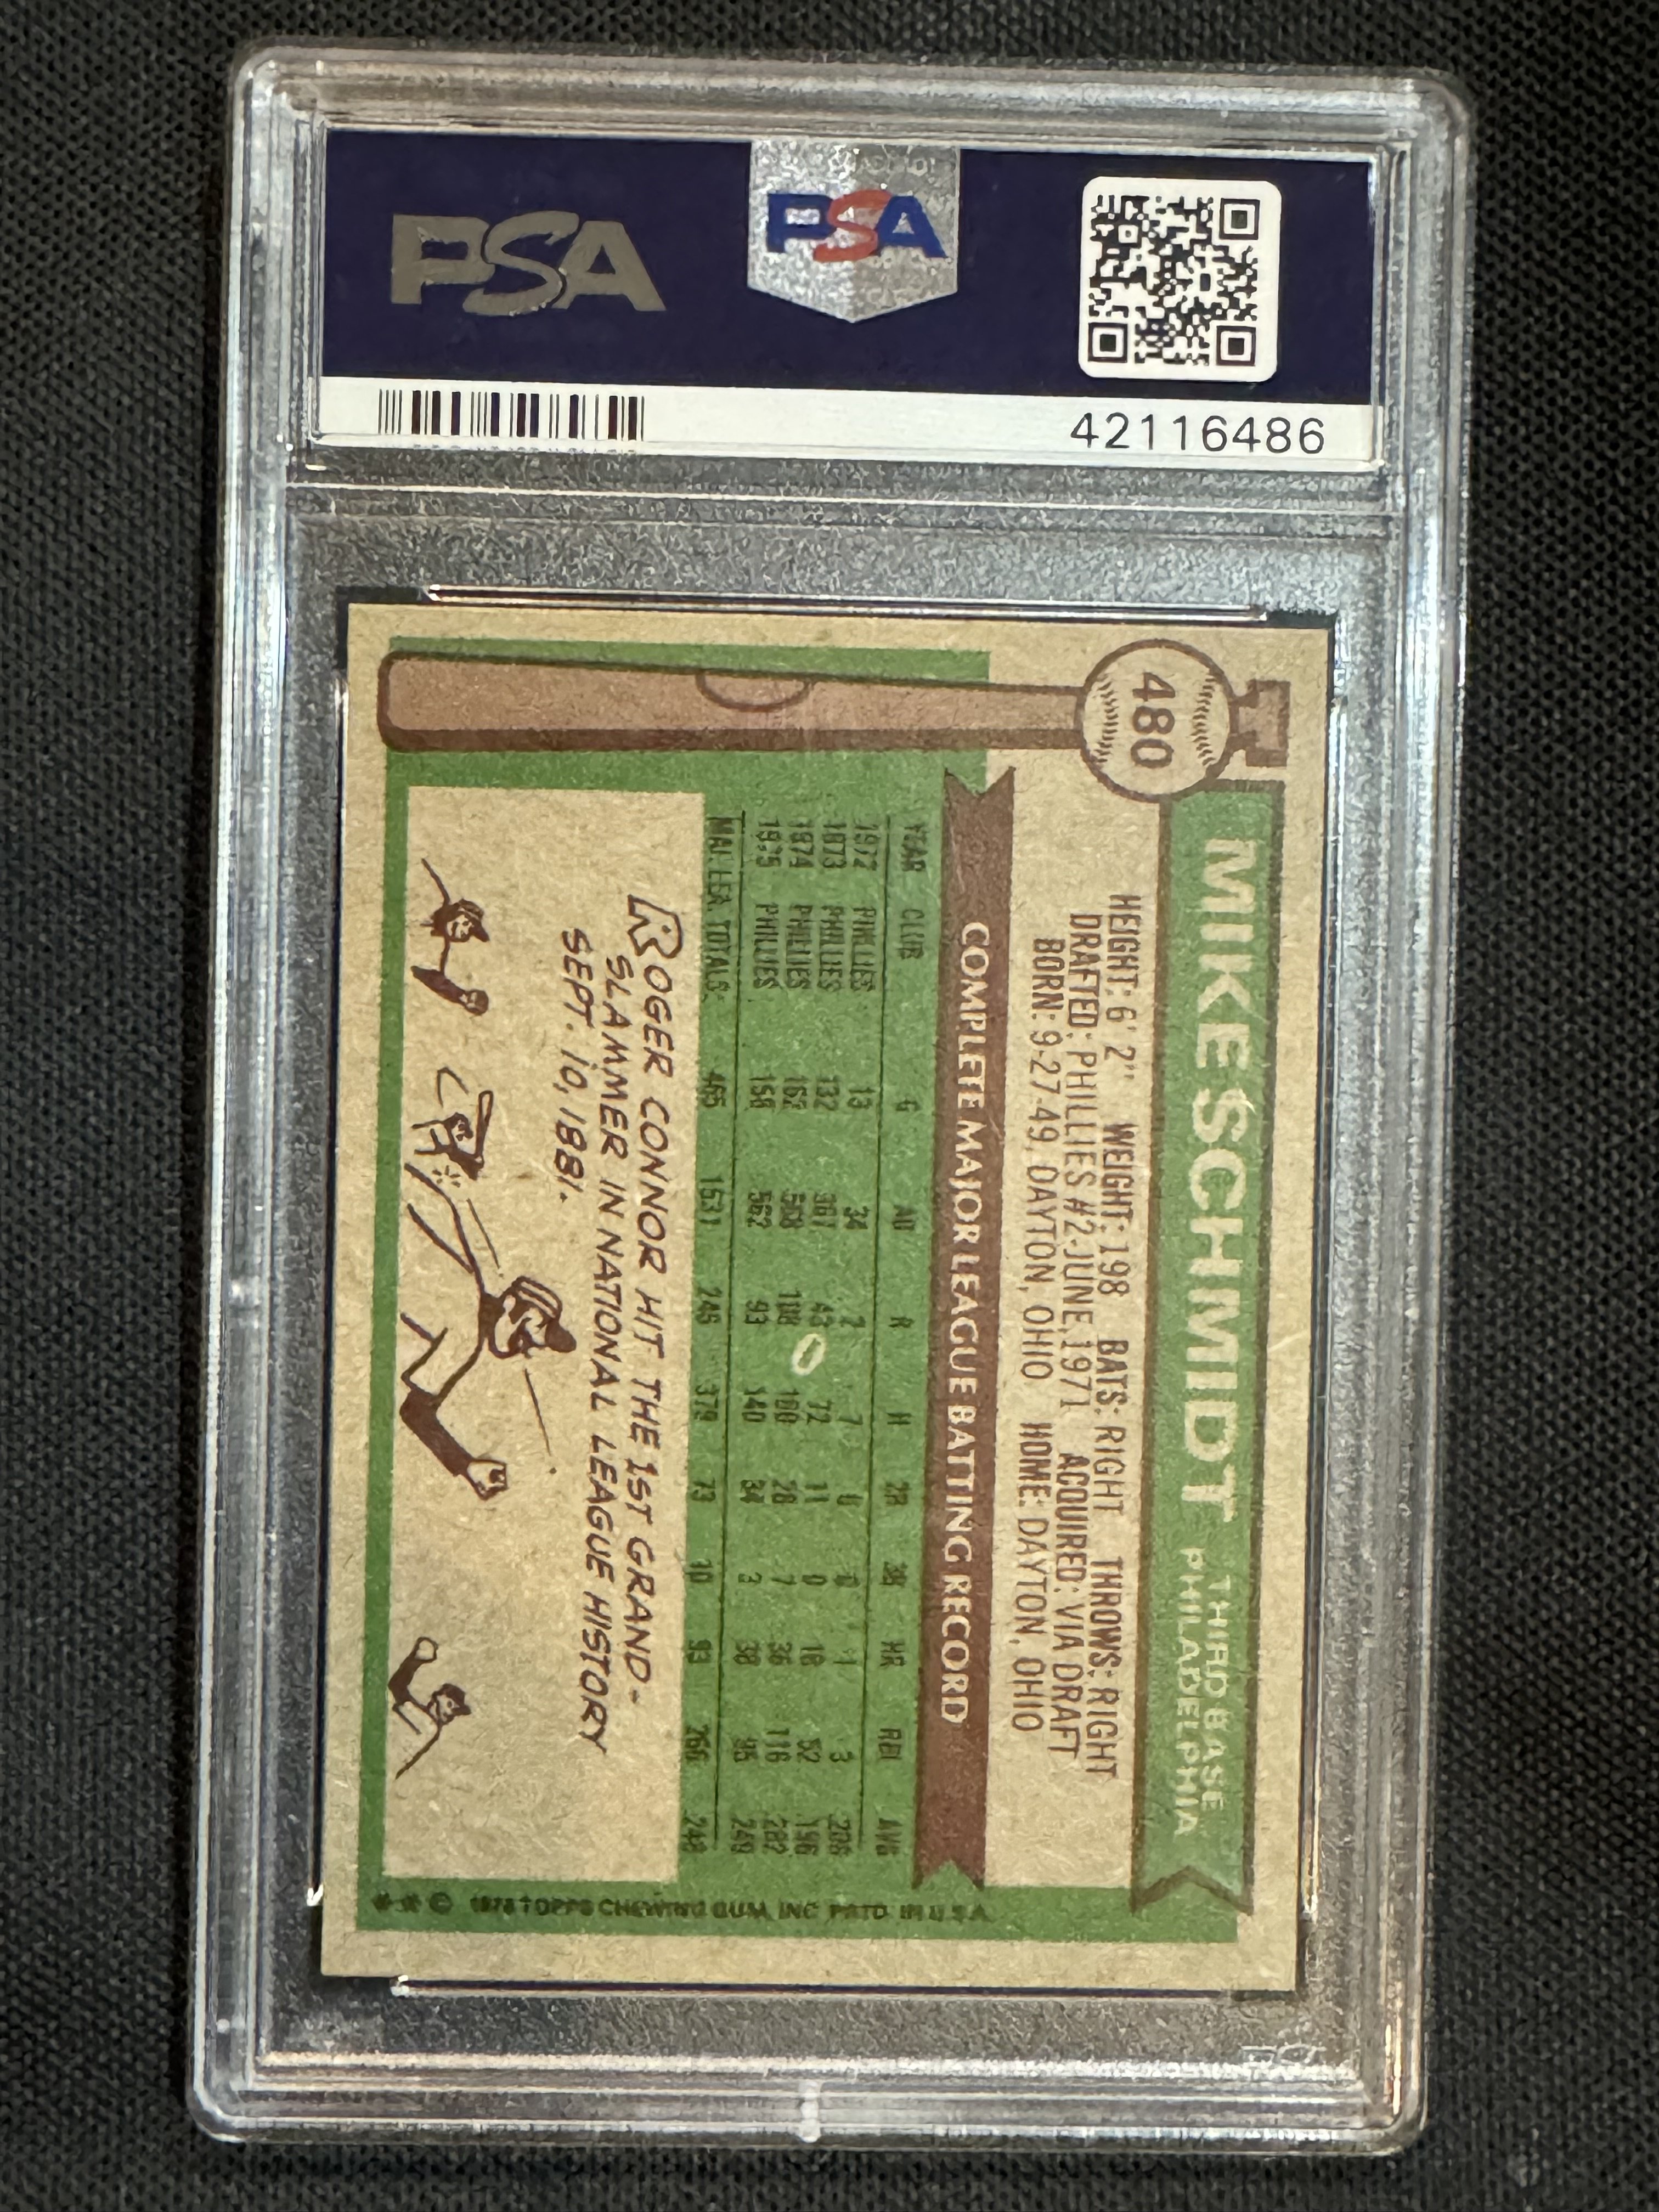 PSA
PSA
42116486
480
MIKE SCHMIDT
THIRD BASE
PHILADELPHIA
HEIGHT: 6' 2" WEIGHT: 198 BATS: RIGHT THROWS: RIGHT
DRAFTED: PHILLIES #2-JUNE, 1971 ACQUIRED: VIA DRAFT
BORN: 9-27-49, DAYTON, OHIO HOME: DAYTON, OHIO
COMPLETE MAJOR LEAGUE BATTING RECORD
YEAR CLUB G AB R H 2B 3B HR RBI AVG
1972 PHILLIES 13 34 2 7 0 0 1 3 .206
1973 PHILLIES 132 367 43 72 11 0 18 52 .196
1974 PHILLIES 162 568 108 160 28 7 36 116 .282
1975 PHILLIES 158 562 93 140 34 3 38 95 .249
MAJ. LEA. TOTALS: 465 1531 246 379 73 10 93 266 .248
ROGER CONNOR HIT THE 1ST GRAND-
SLAMMER IN NATIONAL LEAGUE HISTORY
SEPT. 10, 1881.
© 1976 TOPPS CHEWING GUM, INC. PRTD. IN U.S.A.